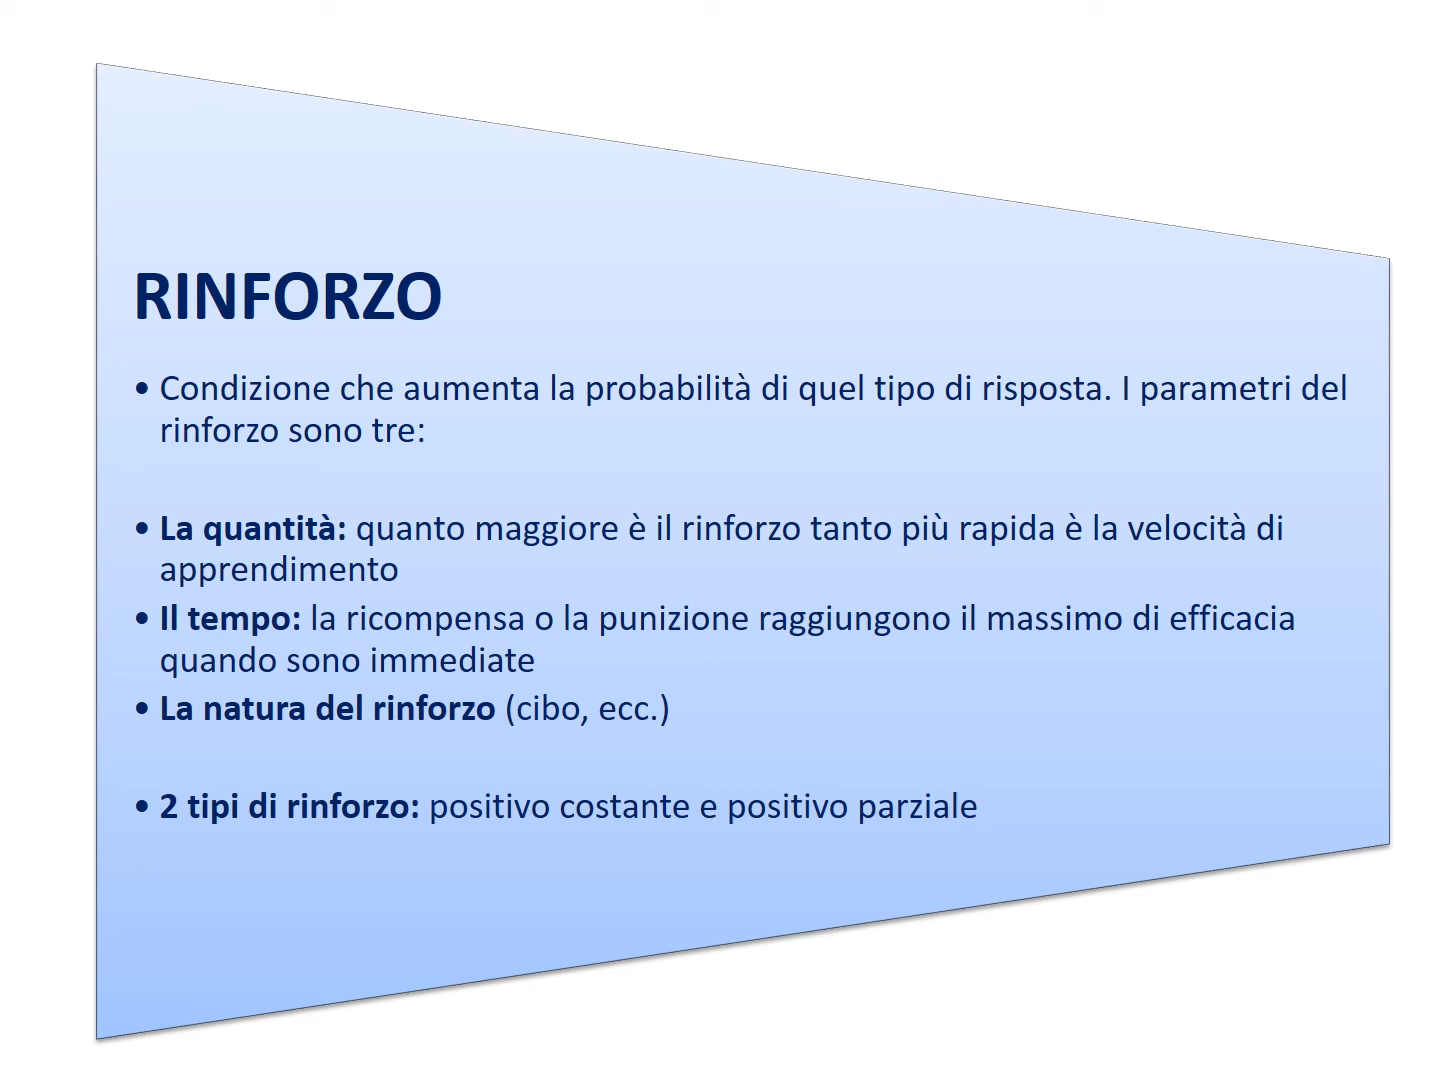 RINFORZO
• Condizione che aumenta la probabilità di quel tipo di risposta. I parametri del
rinforzo sono tre:
• La quantità: quanto maggiore è il rinforzo tanto più rapida è la velocità di
apprendimento
• Il tempo: la ricompensa o la punizione raggiungono il massimo di efficacia
quando sono immediate
• La natura del rinforzo (cibo, ecc.)
• 2 tipi di rinforzo: positivo costante e positivo parziale